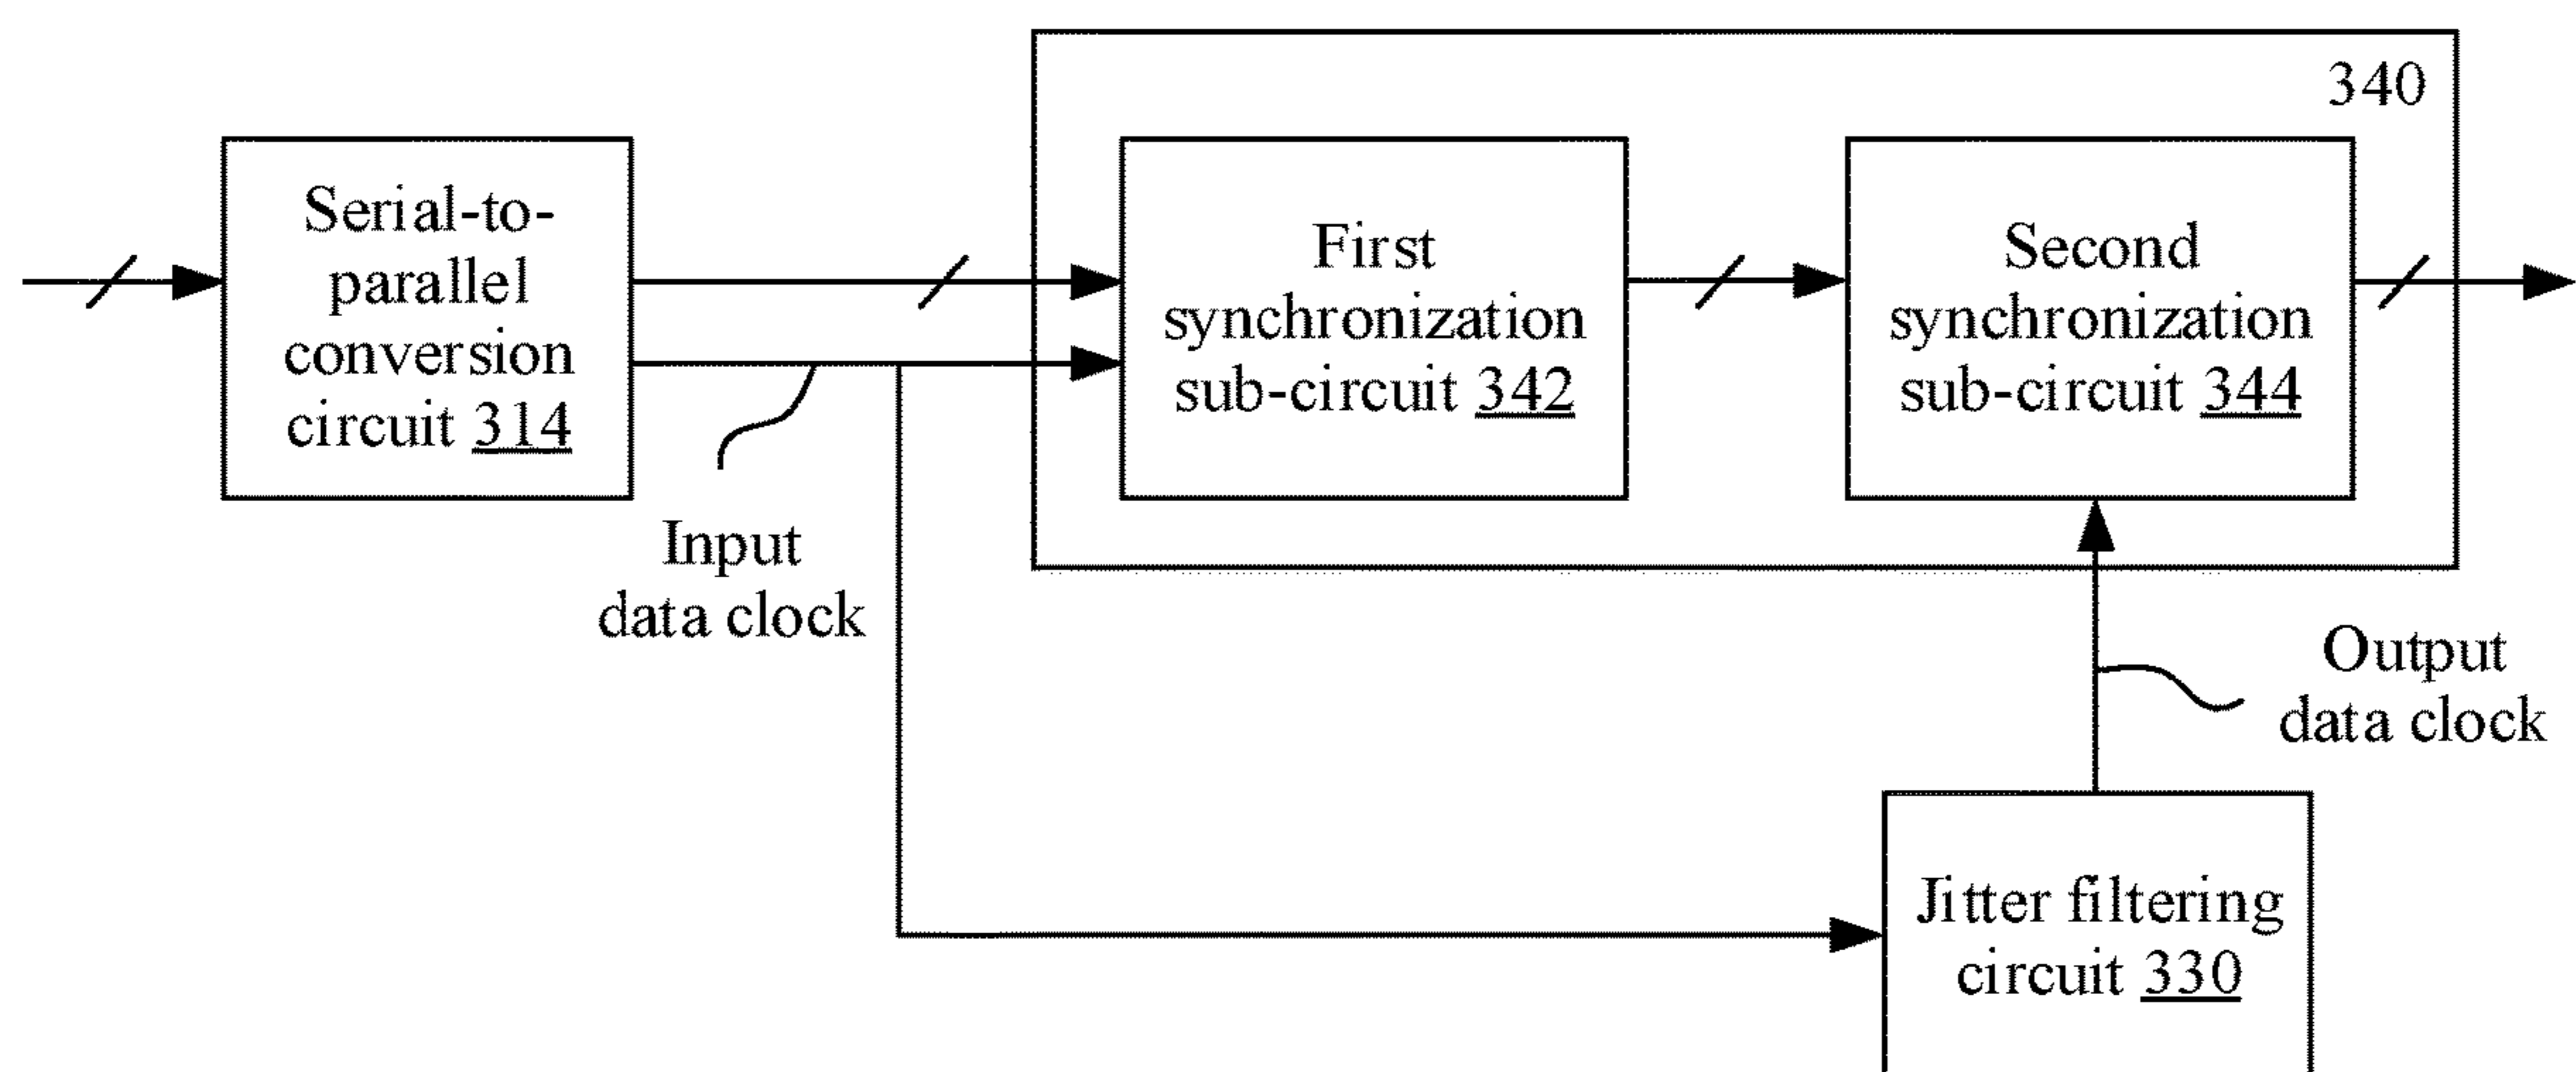 340
Serial-to-
parallel
conversion
circuit 314
First
synchronization
sub-circuit 342
Second
synchronization
sub-circuit 344
Input
data clock
Output
data clock
Jitter filtering
circuit 330